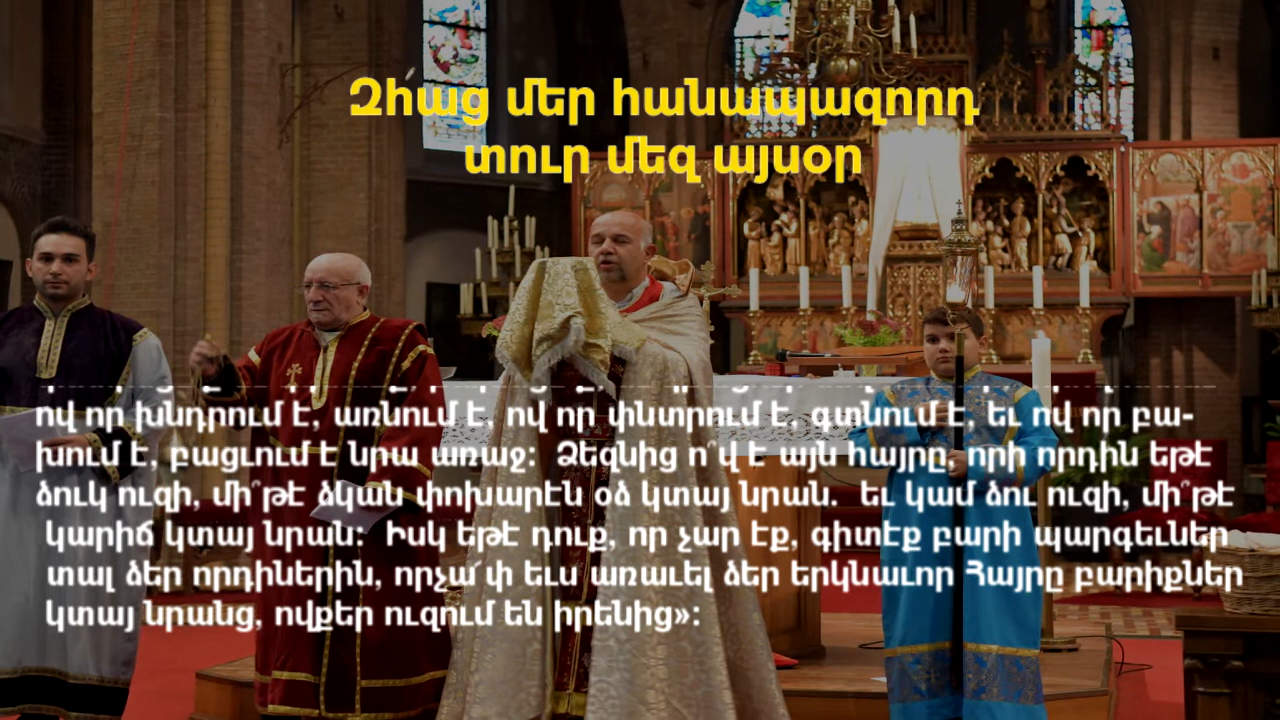 Զհաց մեր հանապազորդ
տուր մեզ այսօր
ով որ խնդրում է, առնում է, ով որ փնտրում է, գտնում է, եւ ով որ բա-
խում է, բացւում է նրա առաջ։ Ձեզնից ո՞վ է այն հայրը, որի որդին եթէ
ձուկ ուզի, մի՞թէ ձկան փոխարէն օձ կտայ նրան. եւ կամ ձու ուզի, մի՞թէ
կարիճ կտայ նրան։ Իսկ եթէ դուք, որ չար էք, գիտէք բարի պարգեւներ
տալ ձեր որդիներին, որչա՜փ եւս առաւել ձեր երկնաւոր Հայրը բարիքներ
կտայ նրանց, ովքեր ուզում են իրենից»։